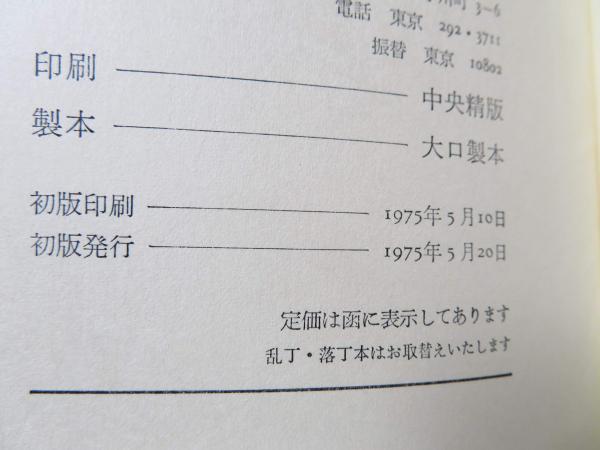 川町 3–6
電話 東京 292・3711
振替 東京 10802
印刷 中央精版
製本 大口製本
初版印刷 1975年5月10日
初版発行 1975年5月20日
定価は函に表示してあります
乱丁・落丁本はお取替えいたします